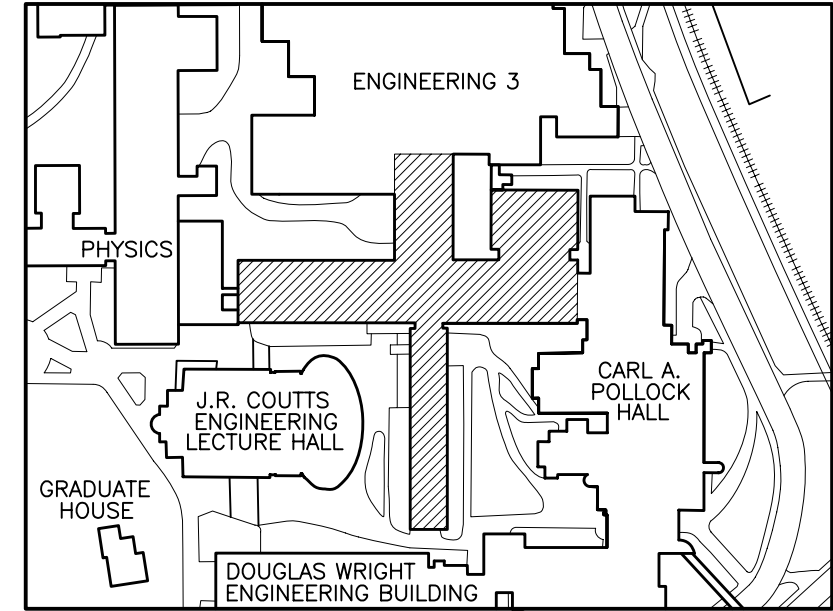 ENGINEERING 3
PHYSICS
CARL A.
POLLOCK
HALL
J.R. COUTTS
ENGINEERING
LECTURE HALL
GRADUATE
HOUSE
DOUGLAS WRIGHT
ENGINEERING BUILDING